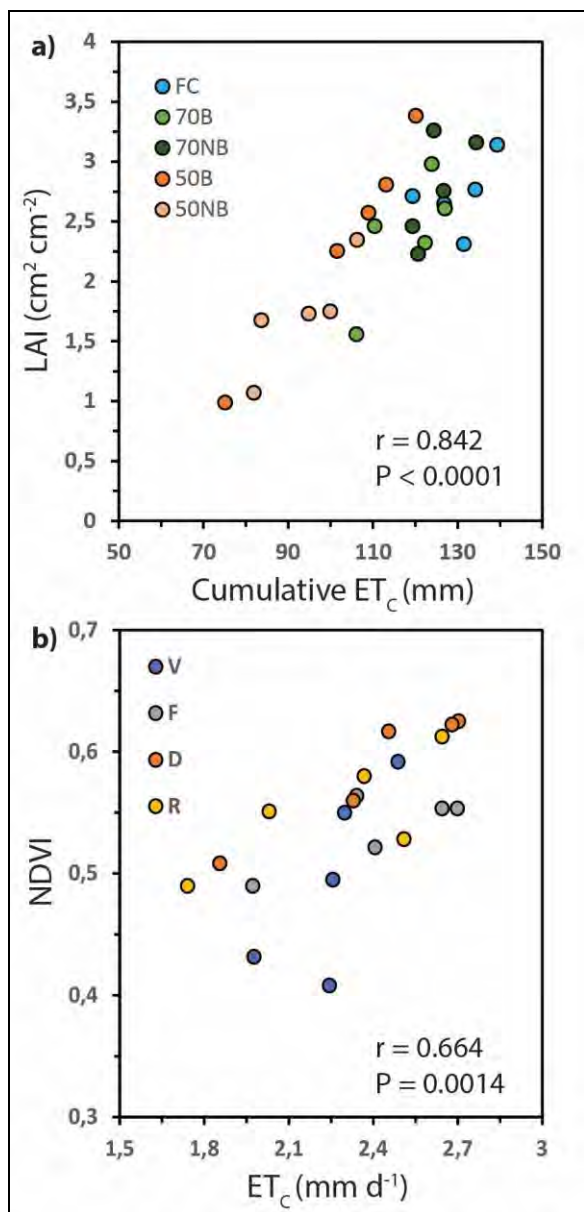 a)
4
3,5
3
2,5
2
1,5
1
0,5
0
LAI (cm² cm⁻²)
FC
70B
70NB
50B
50NB
r = 0.842
P < 0.0001
50 70 90 110 130 150
Cumulative ET_C (mm)
b)
0,7
0,6
0,5
0,4
0,3
NDVI
V
F
D
R
r = 0.664
P = 0.0014
1,5 1,8 2,1 2,4 2,7 3
ET_C (mm d⁻¹)